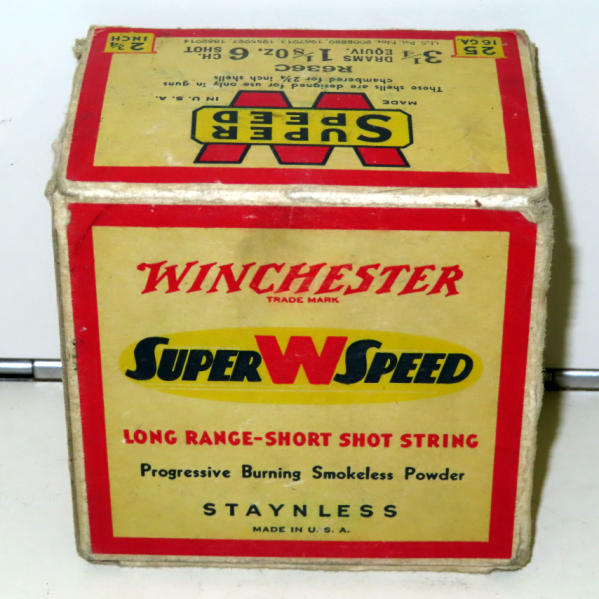 SUPER
SPEED
MADE IN U.S.A.
These shells are designed for use only in guns
chambered for 2¾ inch shells
R636C
25
16 GA.
3¼ DRAMS EQUIV. 1⅛ OZ. 6 CH. SHOT
2¾ INCH
U.S. Pat. Nos.
WINCHESTER
TRADE MARK
SUPER W SPEED
LONG RANGE-SHORT SHOT STRING
Progressive Burning Smokeless Powder
STAYNLESS
MADE IN U. S. A.